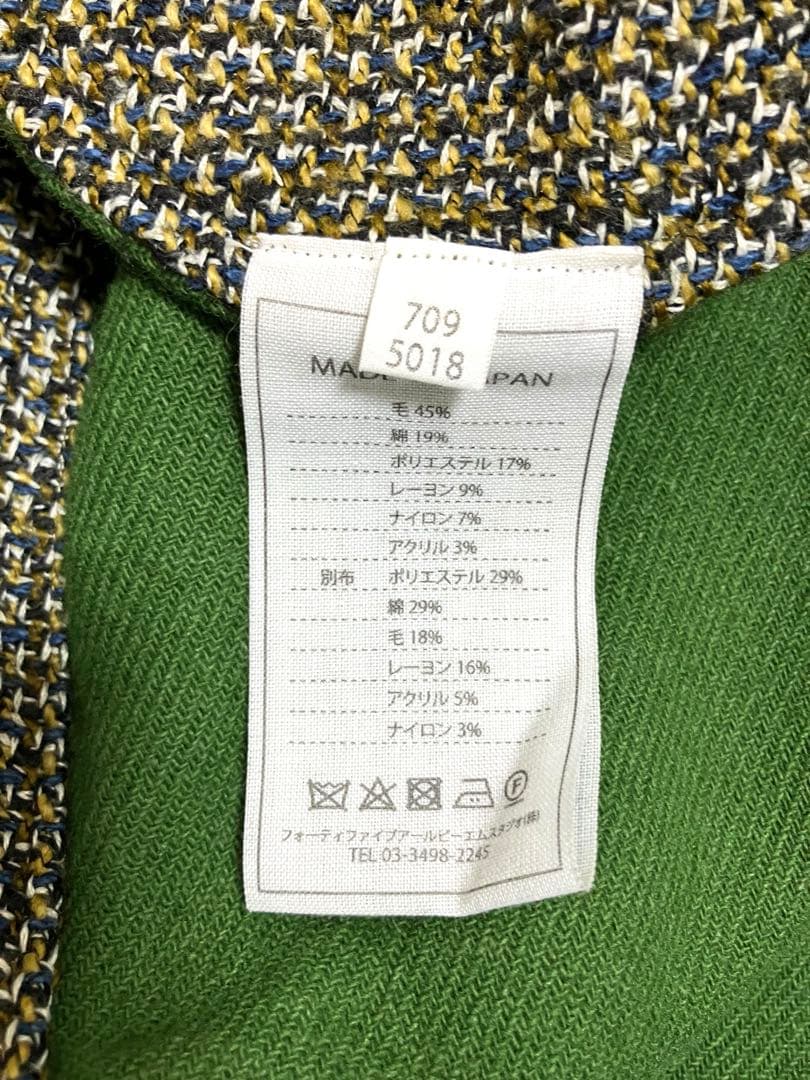 709
5018
MADE PAN
毛 45%
綿 19%
ポリエステル 17%
レーヨン 9%
ナイロン 7%
アクリル 3%
別布 ポリエステル 29%
綿 29%
毛 18%
レーヨン 16%
アクリル 5%
ナイロン 3%
F
フォーティファイブアールピーエムスタジオ(株)
TEL 03-3498-2245